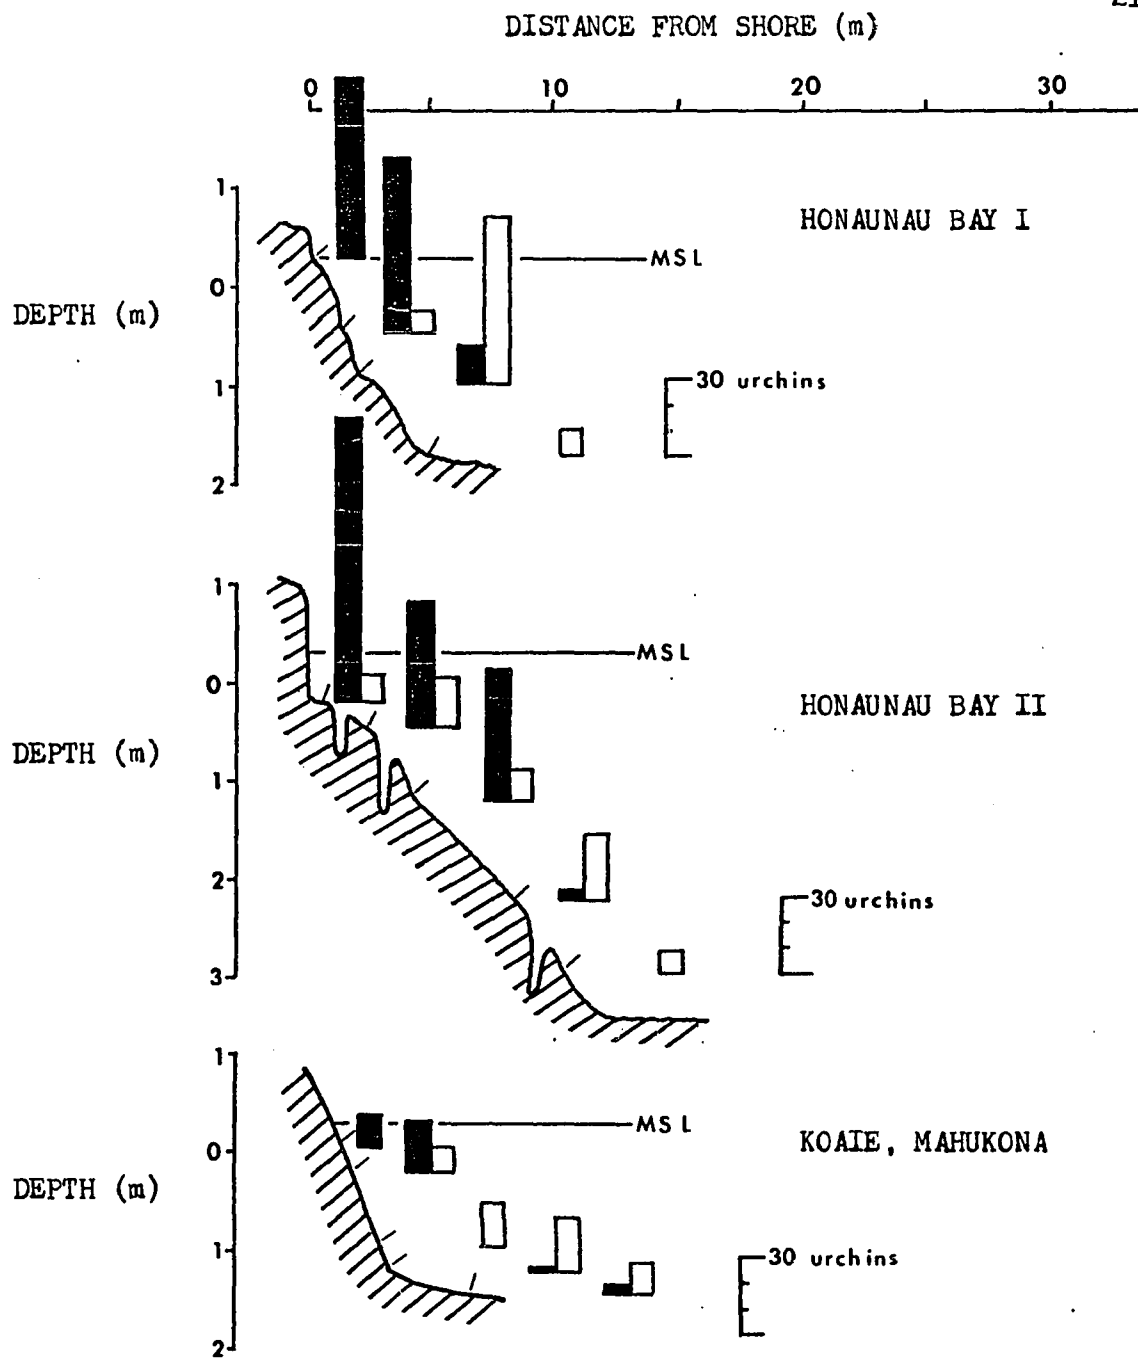 DISTANCE FROM SHORE (m)
0 10 20 30
1
HONAUNAU BAY I
MSL
0
DEPTH (m)
1
30 urchins
2
1
MSL
0
HONAUNAU BAY II
DEPTH (m)
1
2
30 urchins
3
1
MSL
0
KOAIE, MAHUKONA
DEPTH (m)
1
30 urchins
2